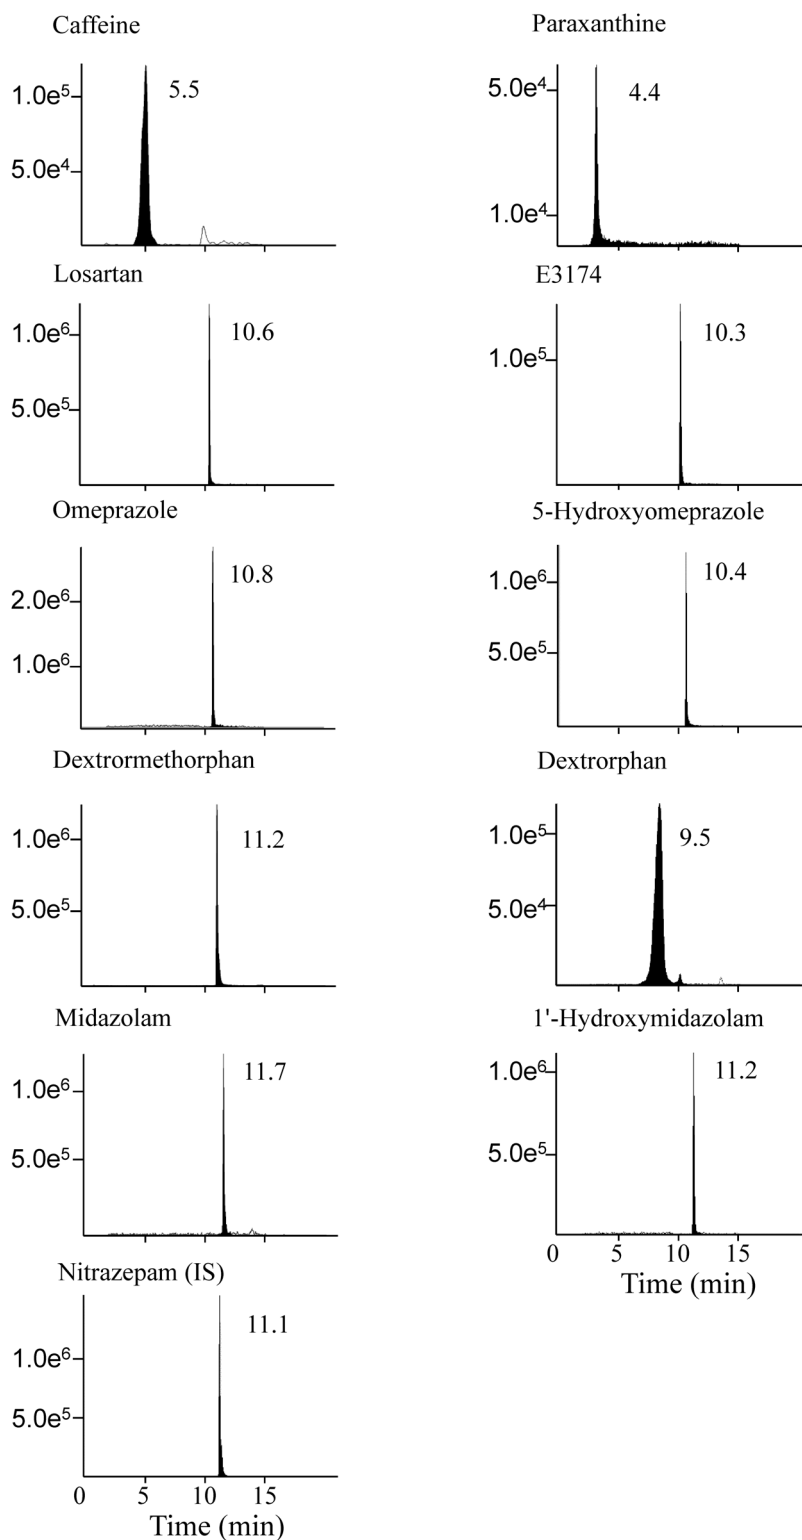 Caffeine
1.0e⁵
5.0e⁴
5.5
Paraxanthine
5.0e⁴
1.0e⁴
4.4
Losartan
1.0e⁶
5.0e⁵
10.6
E3174
1.0e⁵
10.3
Omeprazole
2.0e⁶
1.0e⁶
10.8
5-Hydroxyomeprazole
1.0e⁶
5.0e⁵
10.4
Dextrormethorphan
1.0e⁶
5.0e⁵
11.2
Dextrorphan
1.0e⁵
5.0e⁴
9.5
Midazolam
1.0e⁶
5.0e⁵
11.7
1'-Hydroxymidazolam
1.0e⁶
5.0e⁵
11.2
0 5 10 15
Time (min)
Nitrazepam (IS)
1.0e⁶
5.0e⁵
11.1
0 5 10 15
Time (min)